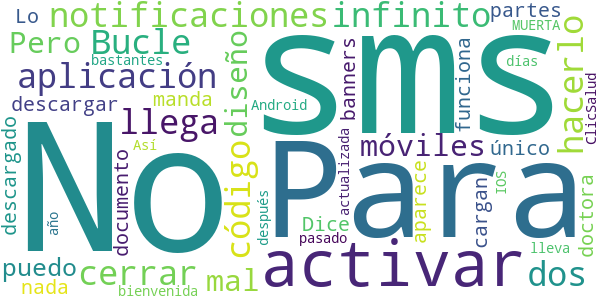 Lo notificaciones infinito partes
MUERTA
Pero Bucle sms hacerlo
bastantes
aplicación diseño banners funciona días
descargar manda Android ClicSalud
No llega código Para móviles único
descargado Así actualizada
documento aparece cargan IOS doctora
año después Dice
pasado activar lleva
puedo cerrar mal dos
nada bienvenida